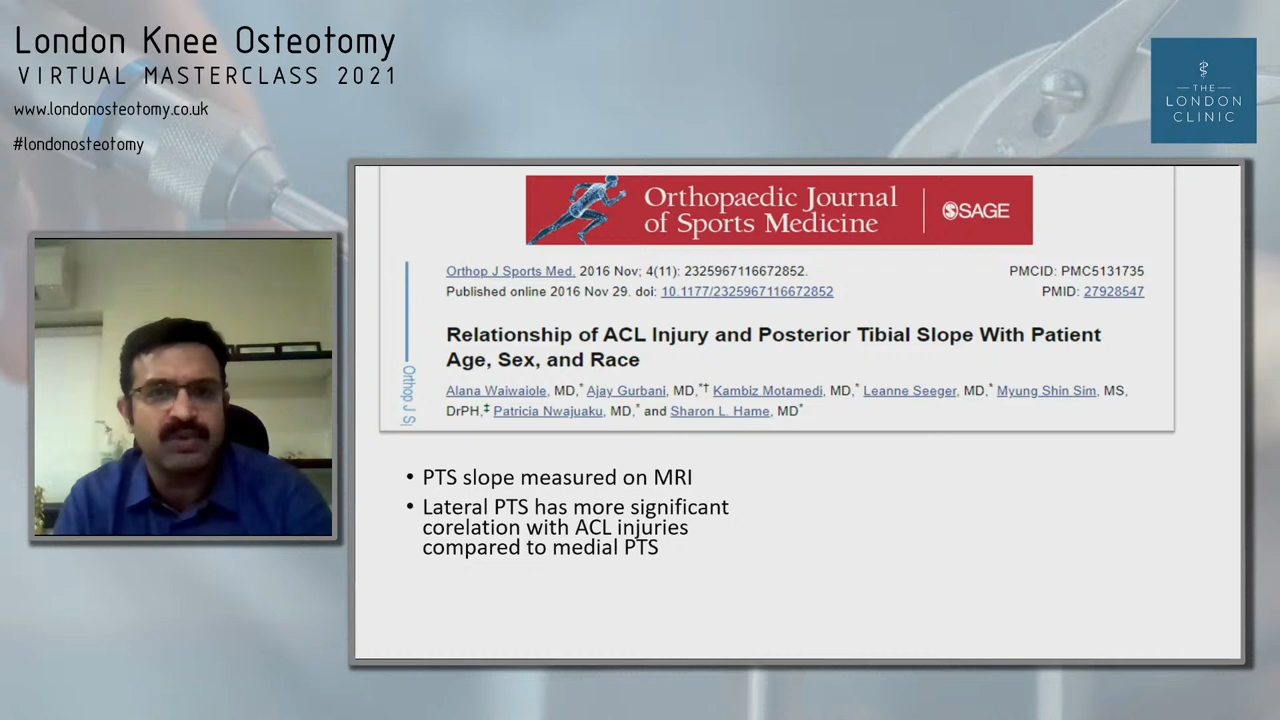 London Knee Osteotomy
VIRTUAL MASTERCLASS 2021
www.londonosteotomy.co.uk
#londonosteotomy
THE
LONDON
CLINIC
Orthopaedic Journal
of Sports Medicine
SAGE
Orthop J Sports Med. 2016 Nov; 4(11): 2325967116672852.
PMCID: PMC5131735
Published online 2016 Nov 29. doi: 10.1177/2325967116672852
PMID: 27928547
Relationship of ACL Injury and Posterior Tibial Slope With Patient
Age, Sex, and Race
Alana Waiwaiole, MD,* Ajay Gurbani, MD,*† Kambiz Motamedi, MD,* Leanne Seeger, MD,* Myung Shin Sim, MS,
DrPH,‡ Patricia Nwajuaku, MD,* and Sharon L. Hame, MD*
Orthop J S
• PTS slope measured on MRI
• Lateral PTS has more significant
corelation with ACL injuries
compared to medial PTS